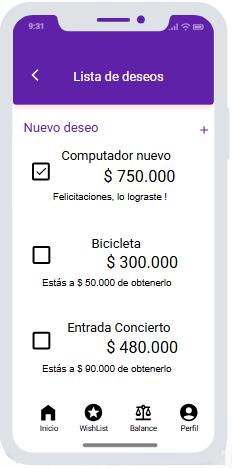 9:31
Lista de deseos
Nuevo deseo +
Computador nuevo
$ 750.000
Felicitaciones, lo lograste !
Bicicleta
$ 300.000
Estás a $ 50.000 de obtenerlo
Entrada Concierto
$ 480.000
Estás a $ 90.000 de obtenerlo
Inicio WishList Balance Perfil